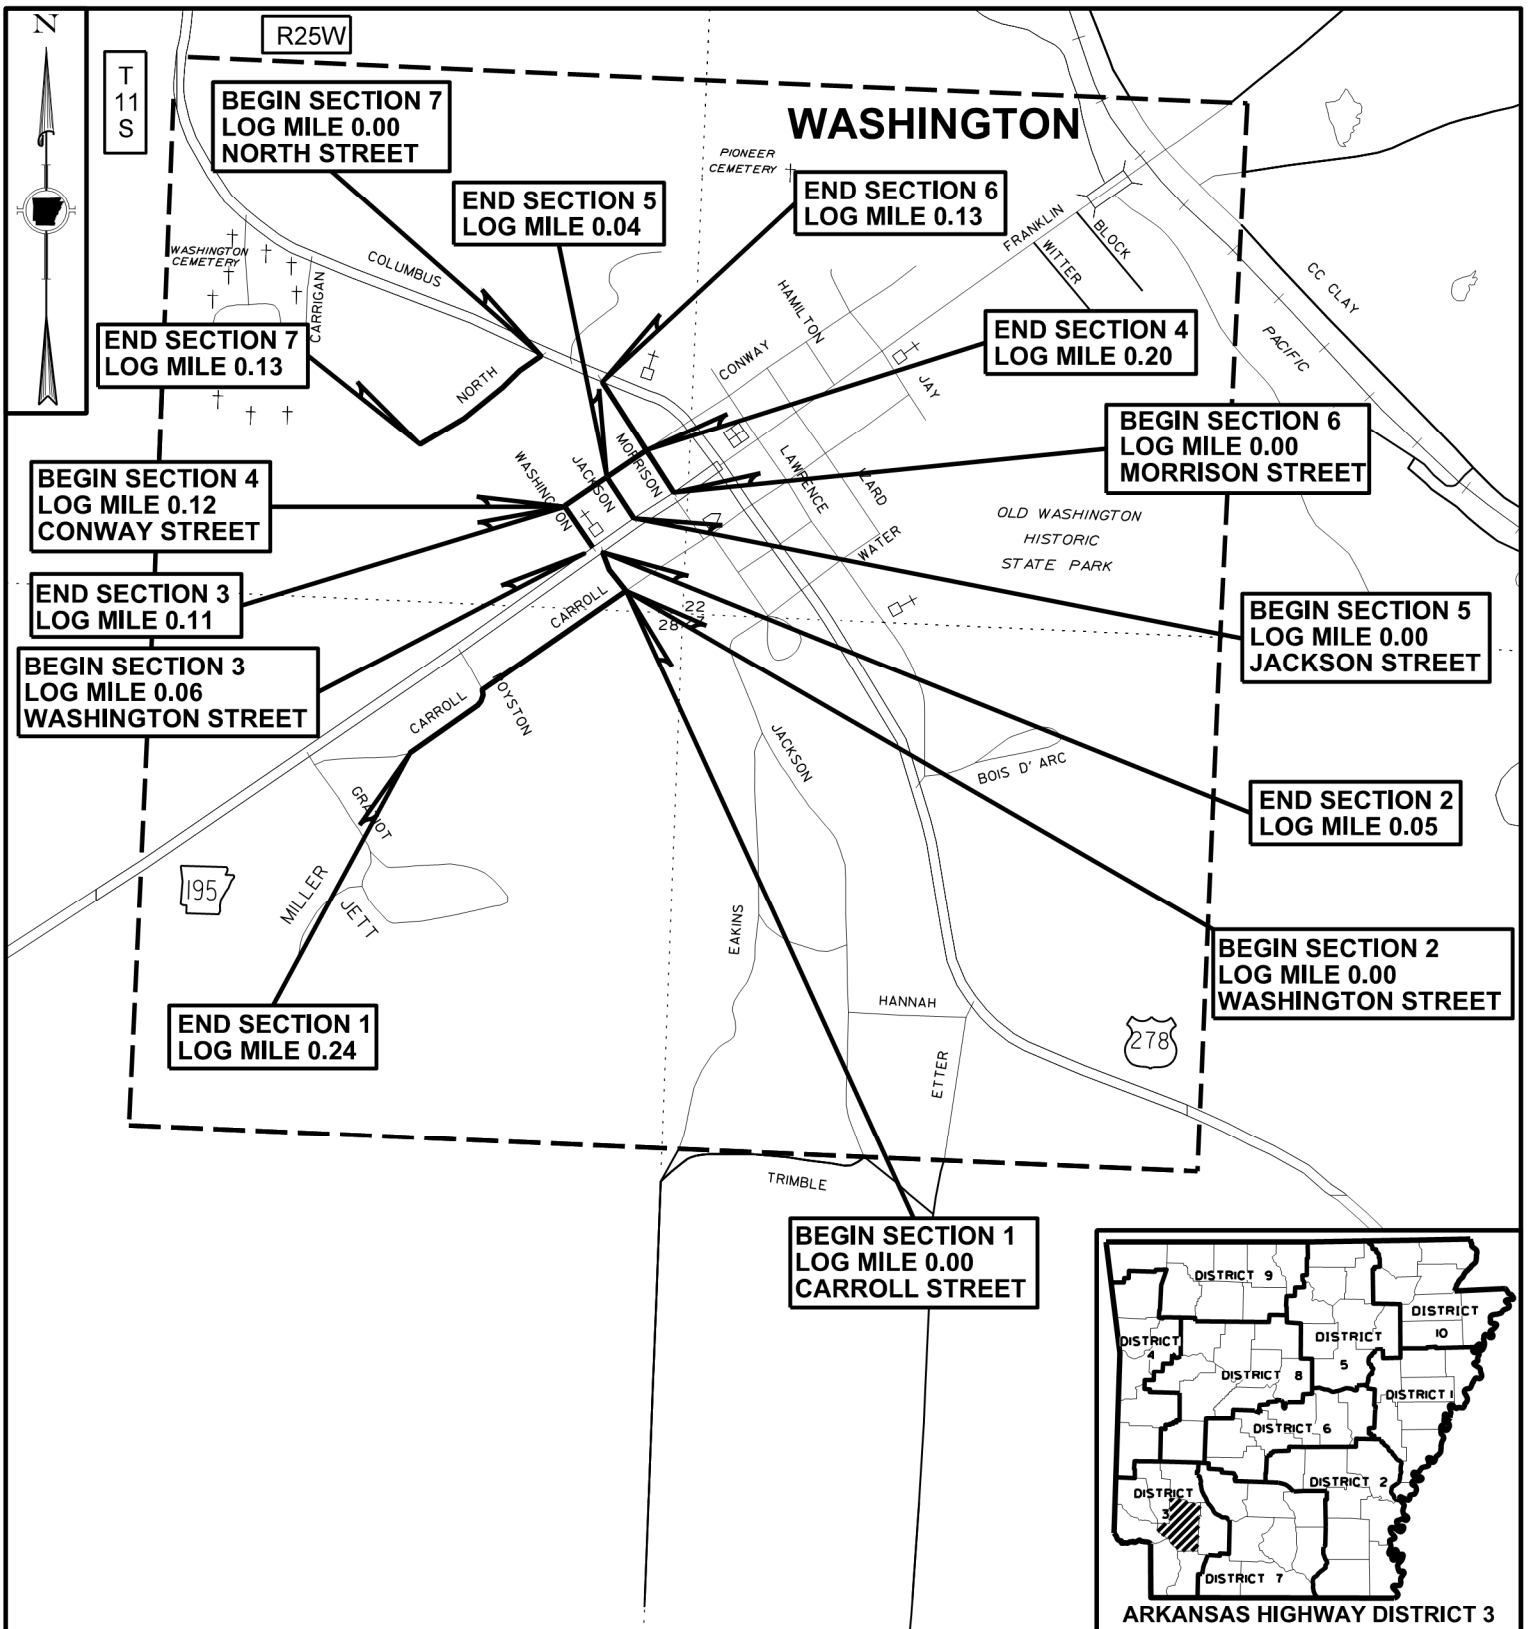 N
T
11
S
R25W
WASHINGTON
BEGIN SECTION 7
LOG MILE 0.00
NORTH STREET
PIONEER
CEMETERY
END SECTION 5
LOG MILE 0.04
END SECTION 6
LOG MILE 0.13
FRANKLIN
BLOCK
WITTER
WASHINGTON
CEMETERY
COLUMBUS
CARRIGAN
HAMILTON
CC CLAY
PACIFIC
END SECTION 7
LOG MILE 0.13
NORTH
CONWAY
JAY
END SECTION 4
LOG MILE 0.20
BEGIN SECTION 6
LOG MILE 0.00
MORRISON STREET
BEGIN SECTION 4
LOG MILE 0.12
CONWAY STREET
WASHINGTON
JACKSON
MORRISON
LAWRENCE
IZARD
WATER
OLD WASHINGTON
HISTORIC
STATE PARK
END SECTION 3
LOG MILE 0.11
CARROLL
22
28
27
BEGIN SECTION 5
LOG MILE 0.00
JACKSON STREET
BEGIN SECTION 3
LOG MILE 0.06
WASHINGTON STREET
CARROLL
ROYSTON
JACKSON
BOIS D' ARC
END SECTION 2
LOG MILE 0.05
GRANOT
195
MILLER
JETT
EAKINS
BEGIN SECTION 2
LOG MILE 0.00
WASHINGTON STREET
HANNAH
ETTER
278
END SECTION 1
LOG MILE 0.24
TRIMBLE
BEGIN SECTION 1
LOG MILE 0.00
CARROLL STREET
DISTRICT 9
DISTRICT
10
DISTRICT
4
DISTRICT
5
DISTRICT 8
DISTRICT 1
DISTRICT 6
DISTRICT 2
DISTRICT
3
DISTRICT 7
ARKANSAS HIGHWAY DISTRICT 3